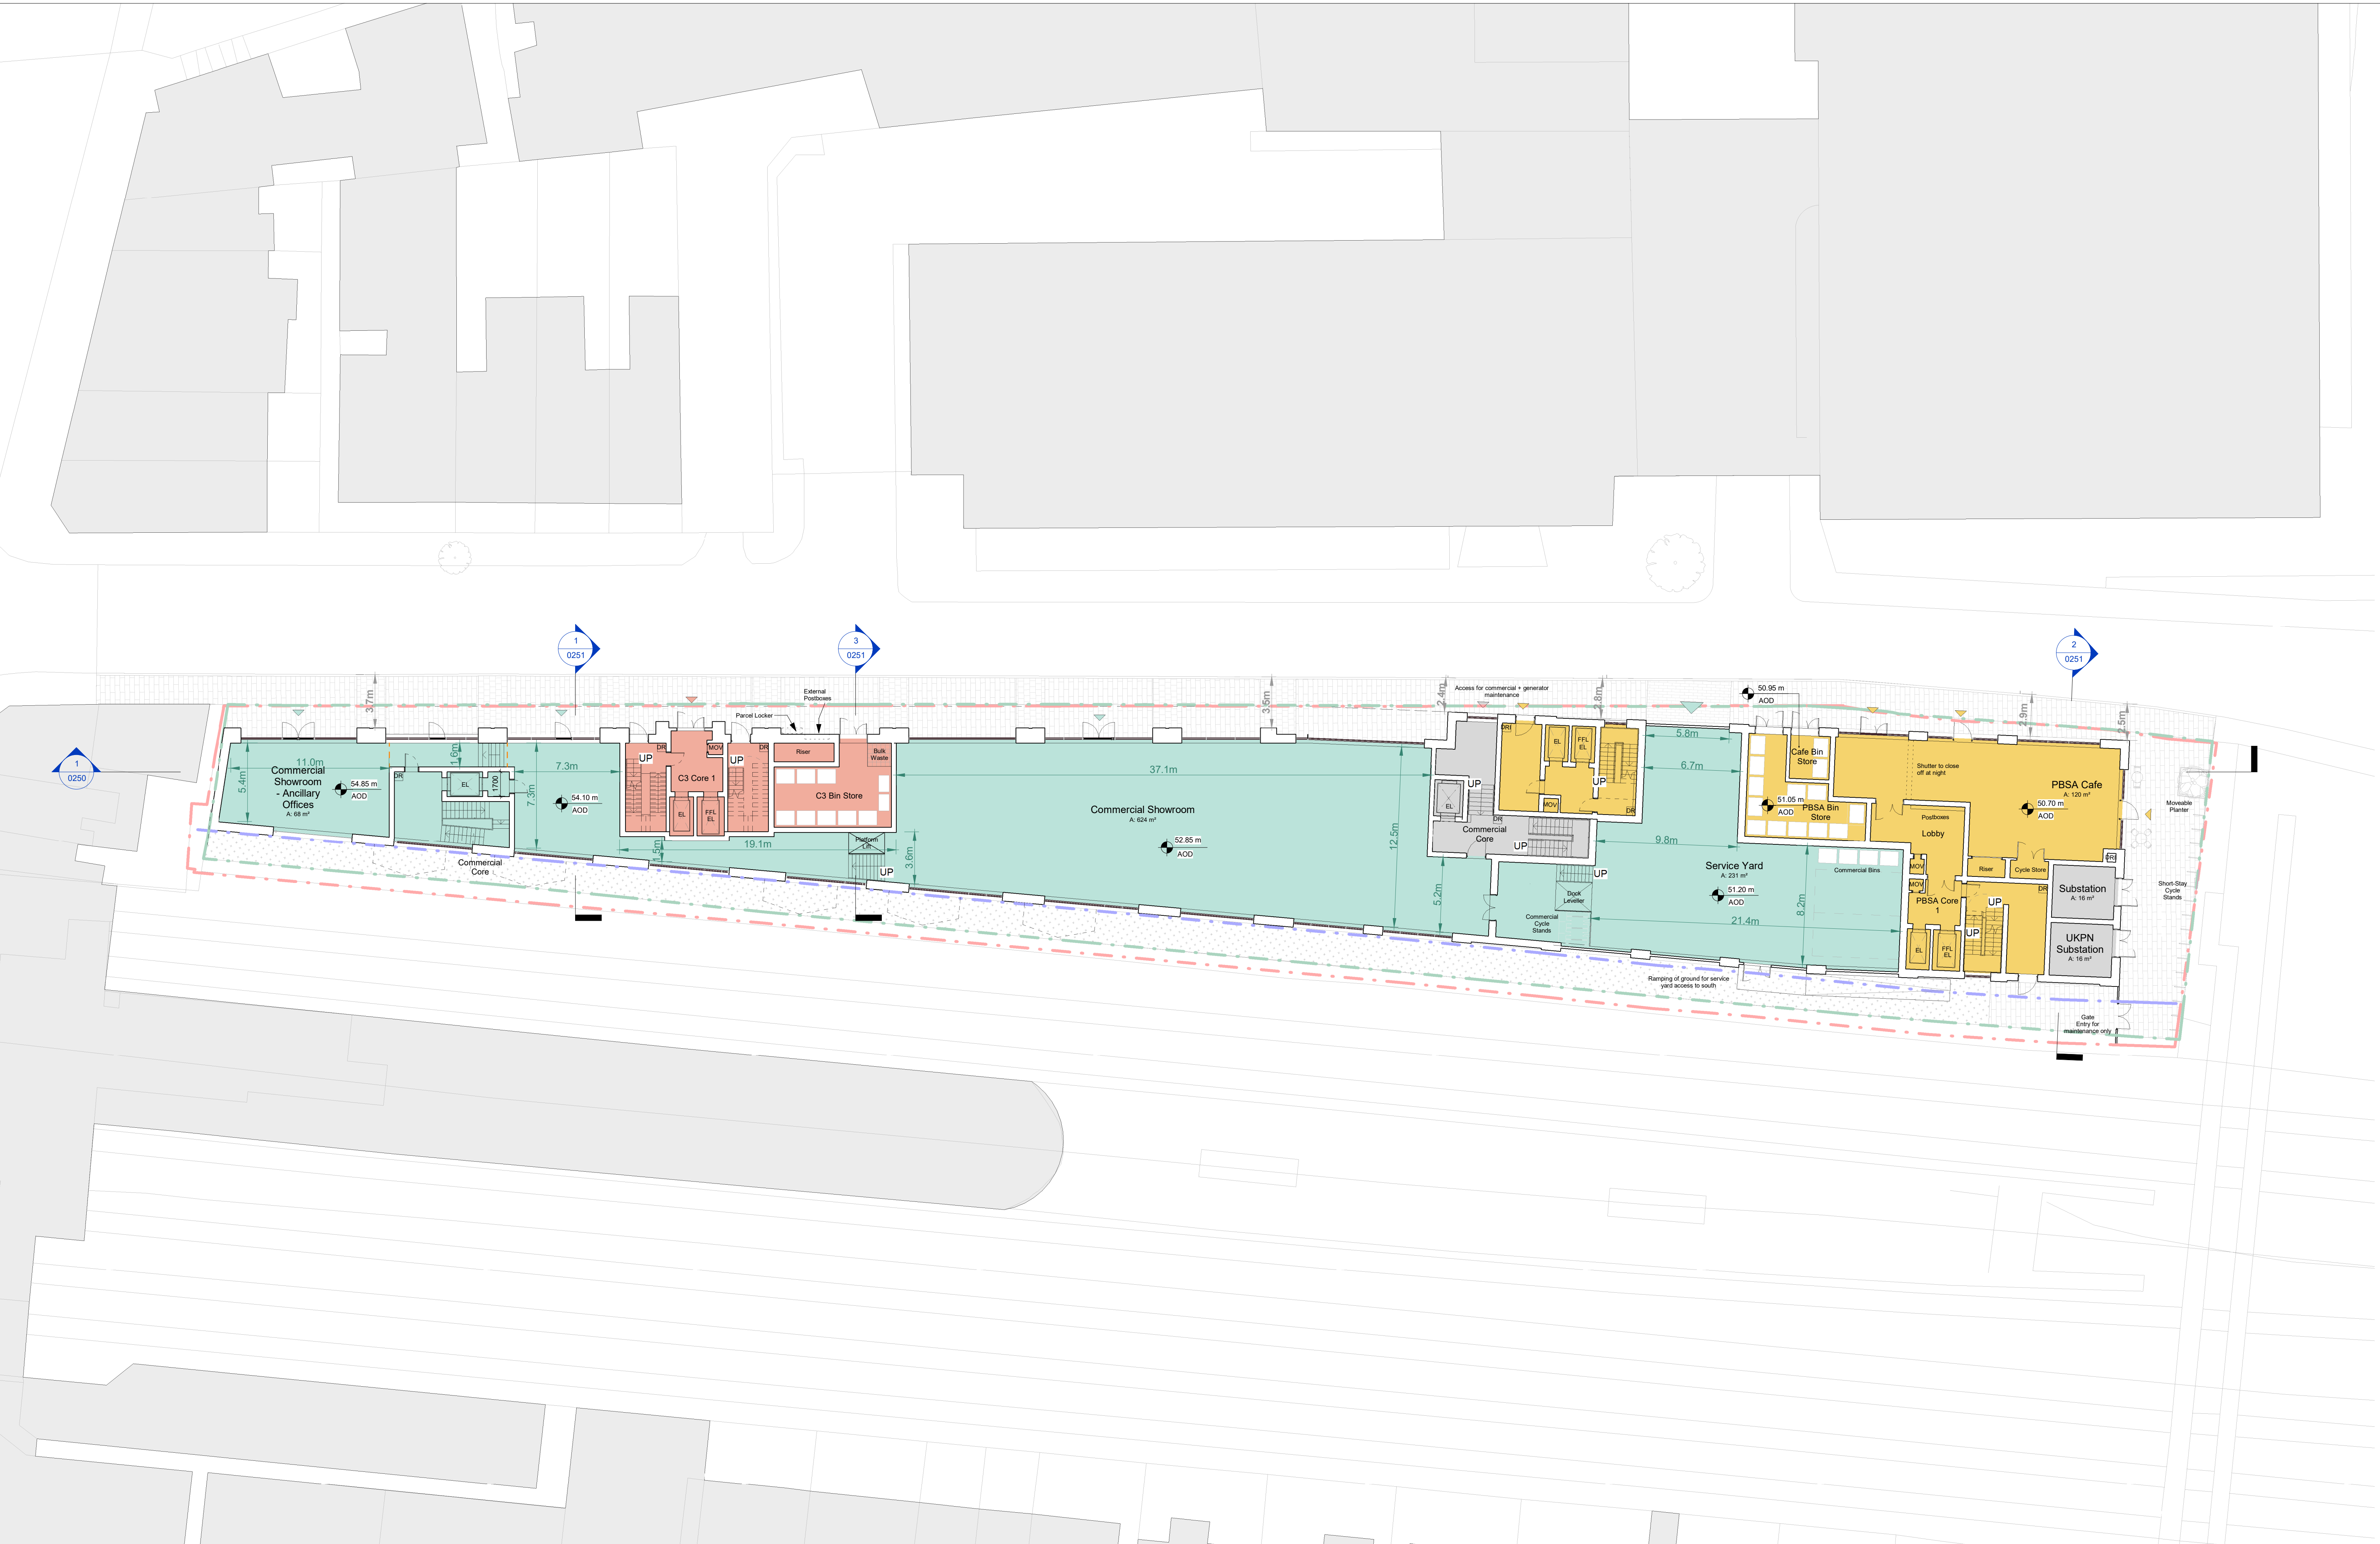 1
0251
3
0251
2
0251
1
0250
3.7m
External
Postboxes
Parcel Locker
3.5m
2.4m
Access for commercial + generator
maintenance
2.8m
50.95 m
AOD
2.9m
2.5m
11.0m
5.4m
Commercial
Showroom
- Ancillary
Offices
A: 68 m²
54.85 m
AOD
DR
1.6m
EL
1700
7.3m
7.3m
54.10 m
AOD
Commercial
Core
UP
DR
MOV
UP
DR
C3 Core 1
EL
FFL
EL
Riser
Bulk
Waste
C3 Bin Store
1.5m
19.1m
Platform
Lift
UP
3.6m
37.1m
Commercial Showroom
A: 624 m²
52.85 m
AOD
12.5m
5.2m
UP
EL
DR
Commercial
Core
UP
DR
EL
FFL
EL
MOV
UP
DR
5.8m
6.7m
9.8m
UP
Dock
Leveller
Commercial
Cycle
Stands
Service Yard
A: 231 m²
51.20 m
AOD
21.4m
8.2m
Commercial Bins
Cafe Bin
Store
51.05 m
AOD
PBSA Bin
Store
Shutter to close
off at night
PBSA Cafe
A: 120 m²
50.70 m
AOD
Postboxes
Lobby
MOV
MOV
Riser
Cycle Store
DR
DR
PBSA Core
1
UP
UP
EL
FFL
EL
Substation
A: 16 m²
UKPN
Substation
A: 16 m²
Moveable
Planter
Short-Stay
Cycle
Stands
Ramping of ground for service
yard access to south
Gate
Entry for
maintenance only